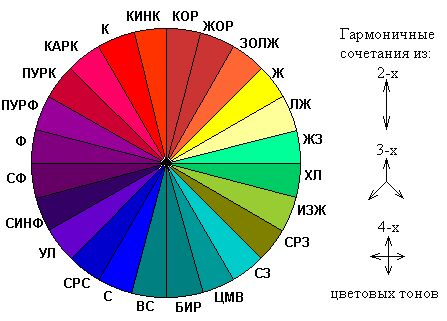 КОР
ЖОР
ЗОЛЖ
Ж
ЛЖ
ЖЗ
ХП
ИЗЖ
СРЗ
СЗ
ЦМВ
БИР
ВС
С
СРС
УЛ
СИНФ
СФ
Ф
ПУРФ
ПУРК
КАРК
К
КИНК
Гармоничные
сочетания из:
2-х
3-х
4-х
цветовых тонов